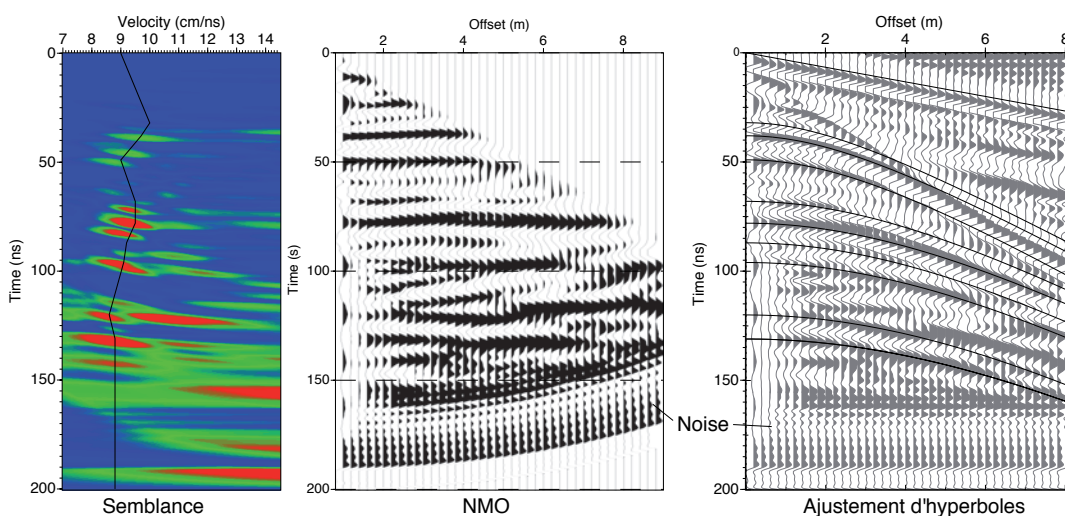 Velocity (cm/ns)
7 8 9 10 11 12 13 14
0
50
100
150
200
Time (ns)
Semblance
Offset (m)
2 4 6 8
0
50
100
150
200
Time (s)
NMO
Noise
Offset (m)
2 4 6 8
0
50
100
150
200
Time (ns)
Ajustement d'hyperboles